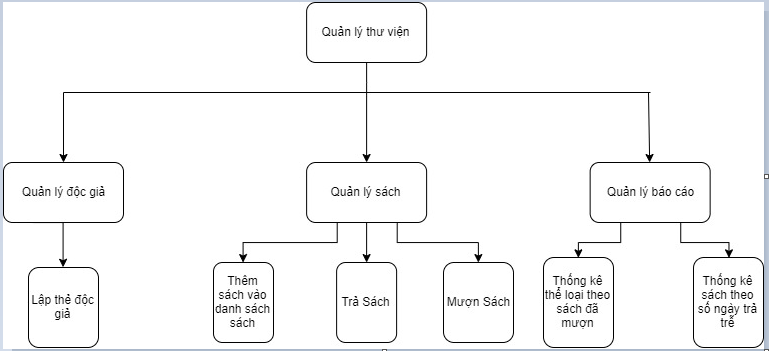 Quản lý thư viện
Quản lý độc giả
Quản lý sách
Quản lý báo cáo
Lập thẻ độc
giả
Thêm
sách vào
danh sách
sách
Trả Sách
Mượn Sách
Thống kê
thể loại theo
sách đã
mượn
Thống kê
sách theo
số ngày trả
trễ